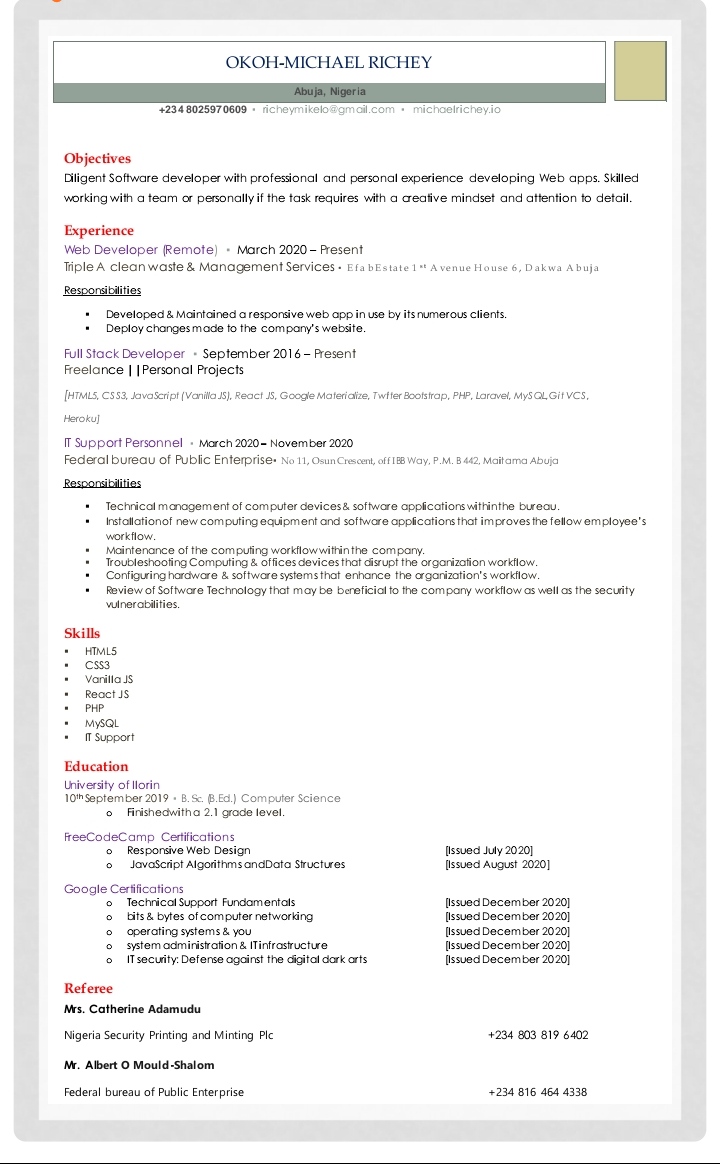 OKOH-MICHAEL RICHEY
Abuja, Nigeria
+234 8025970609 • richeymikelo@gmail.com • michaelrichey.io
Objectives
Diligent Software developer with professional and personal experience developing Web apps. Skilled
working with a team or personally if the task requires with a creative mindset and attention to detail.
Experience
Web Developer (Remote) • March 2020 – Present
Triple A clean waste & Management Services • Efab Estate 1st Avenue House 6, Dakwa Abuja
Responsibilities
▪ Developed & Maintained a responsive web app in use by its numerous clients.
▪ Deploy changes made to the company's website.
Full Stack Developer • September 2016 – Present
Freelance ||Personal Projects
[HTML5, CSS3, JavaScript (Vanilla JS), React JS, Google Materialize, Twitter Bootstrap, PHP, Laravel, MySQL, Git VCS,
Heroku]
IT Support Personnel • March 2020 – November 2020
Federal bureau of Public Enterprise• No 11, Osun Crescent, off IBB Way, P.M. B 442, Maitama Abuja
Responsibilities
▪ Technical management of computer devices & software applications within the bureau.
▪ Installation of new computing equipment and software applications that improves the fellow employee's
workflow.
▪ Maintenance of the computing workflow within the company.
▪ Troubleshooting Computing & offices devices that disrupt the organization workflow.
▪ Configuring hardware & software systems that enhance the organization's workflow.
▪ Review of Software Technology that may be beneficial to the company workflow as well as the security
vulnerabilities.
Skills
▪ HTML5
▪ CSS3
▪ Vanilla JS
▪ React JS
▪ PHP
▪ MySQL
▪ IT Support
Education
University of Ilorin
10th September 2019 • B. Sc. (B.Ed.) Computer Science
o Finished with a 2.1 grade level.
FreeCodeCamp Certifications
o Responsive Web Design [Issued July 2020]
o JavaScript Algorithms and Data Structures [Issued August 2020]
Google Certifications
o Technical Support Fundamentals [Issued December 2020]
o bits & bytes of computer networking [Issued December 2020]
o operating systems & you [Issued December 2020]
o system administration & IT infrastructure [Issued December 2020]
o IT security: Defense against the digital dark arts [Issued December 2020]
Referee
Mrs. Catherine Adamudu
Nigeria Security Printing and Minting Plc +234 803 819 6402
Mr. Albert O Mould-Shalom
Federal bureau of Public Enterprise +234 816 464 4338